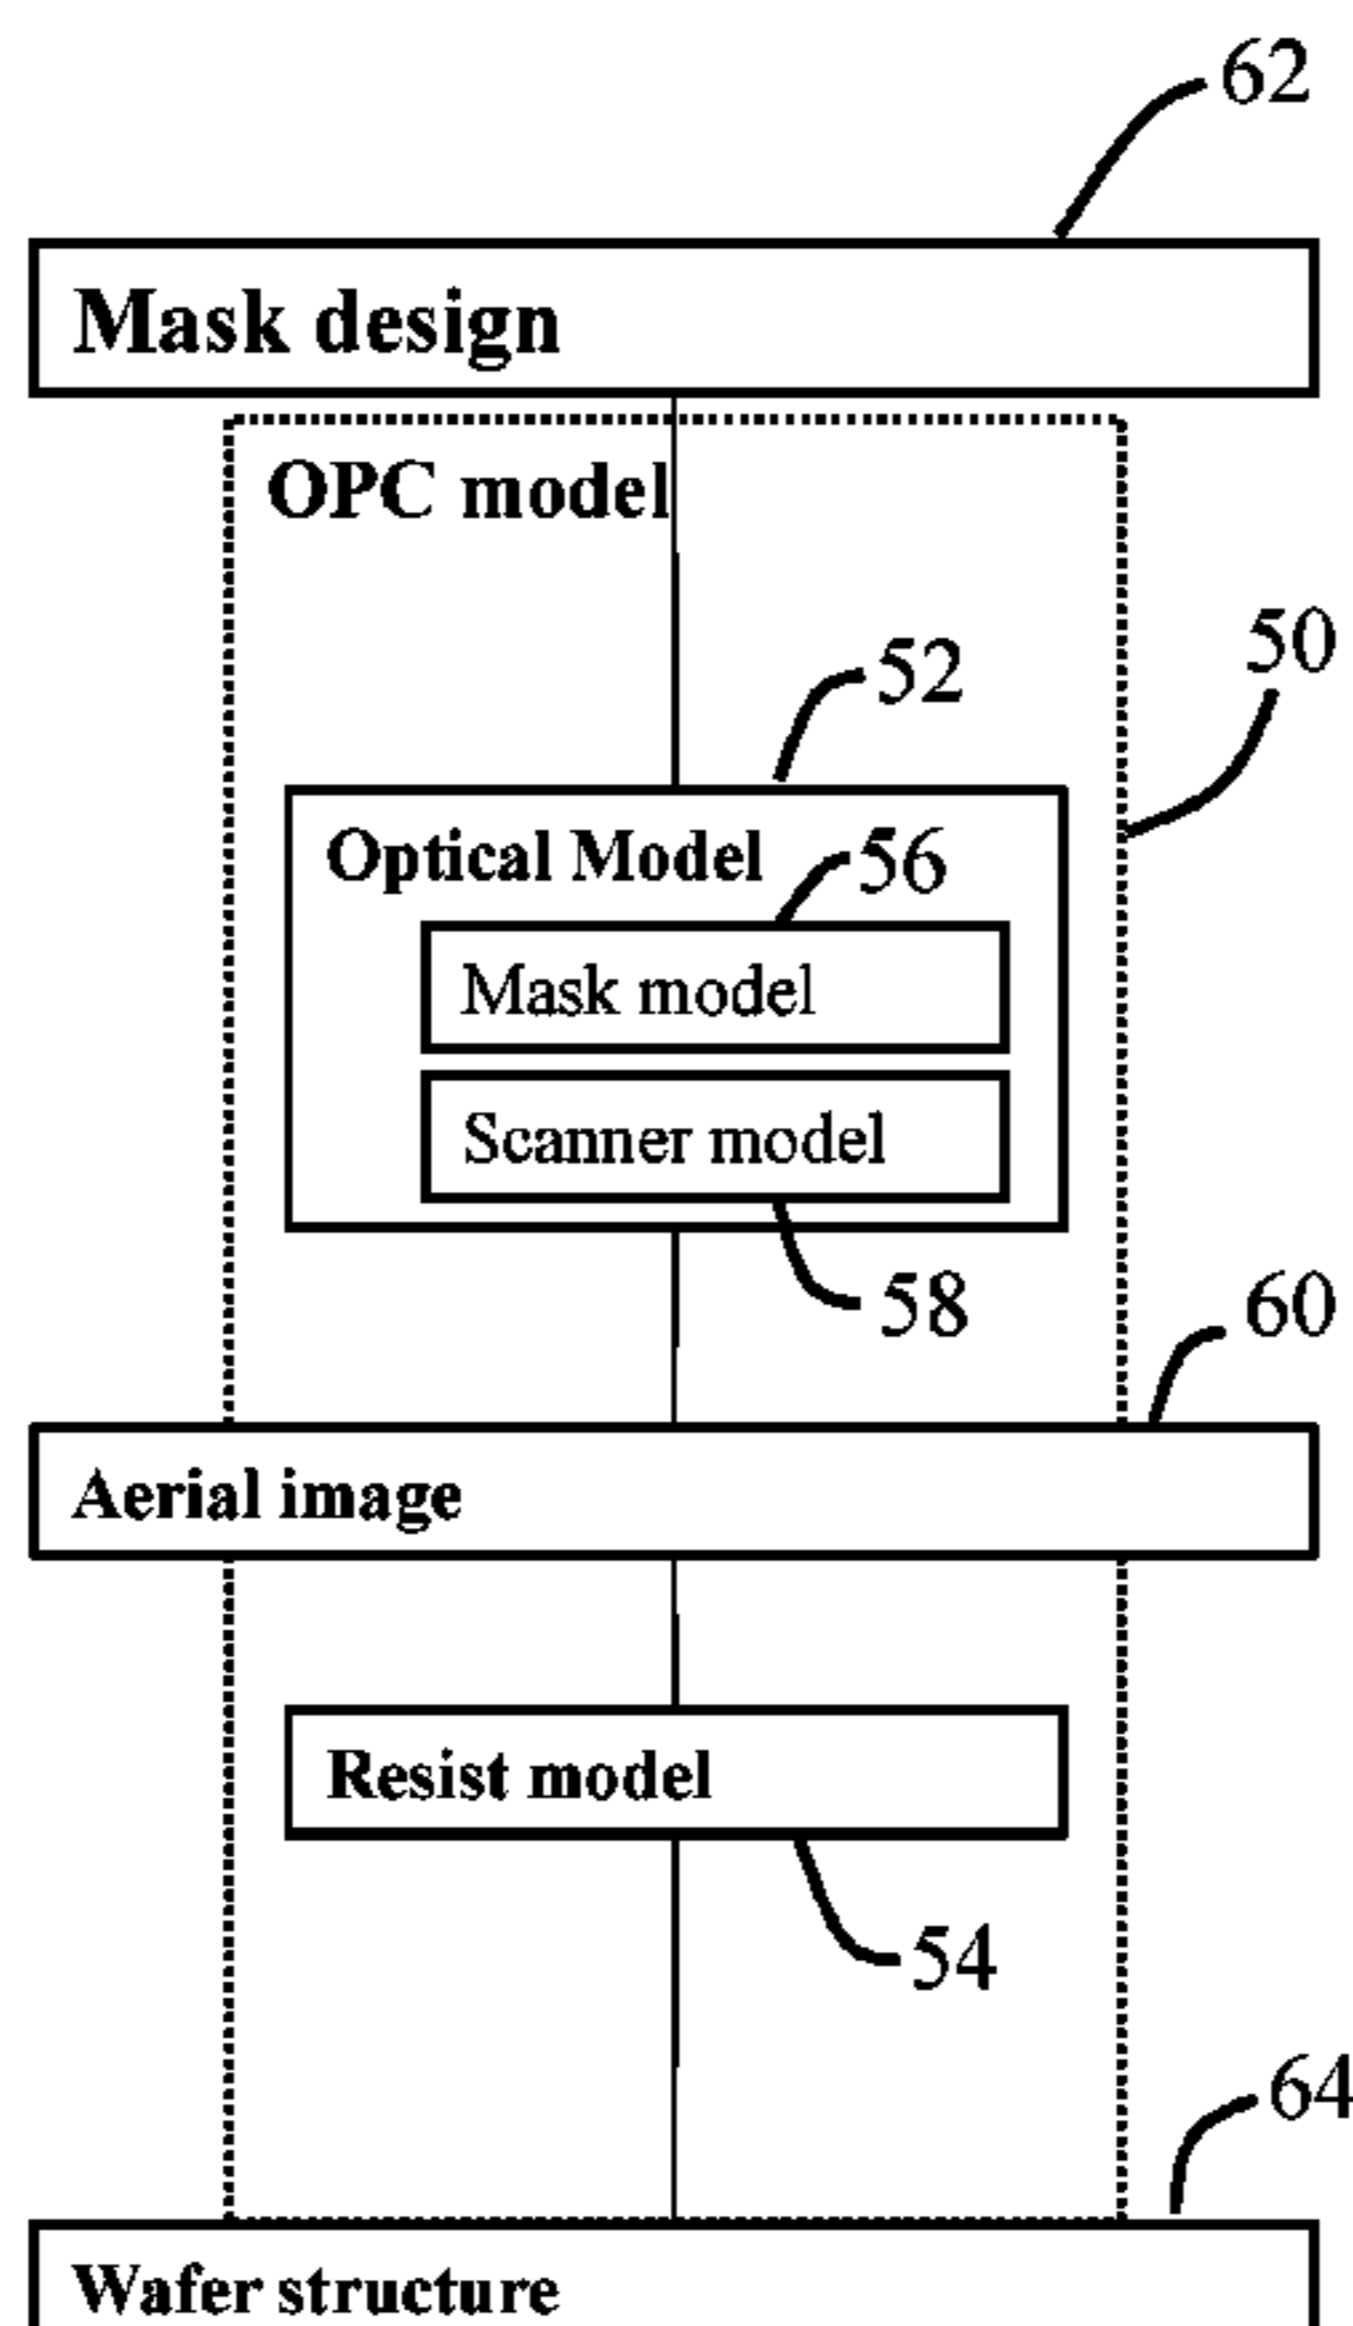 62
Mask design
OPC model
50
52
Optical Model
56
Mask model
Scanner model
58
60
Aerial image
Resist model
54
64
Wafer structure